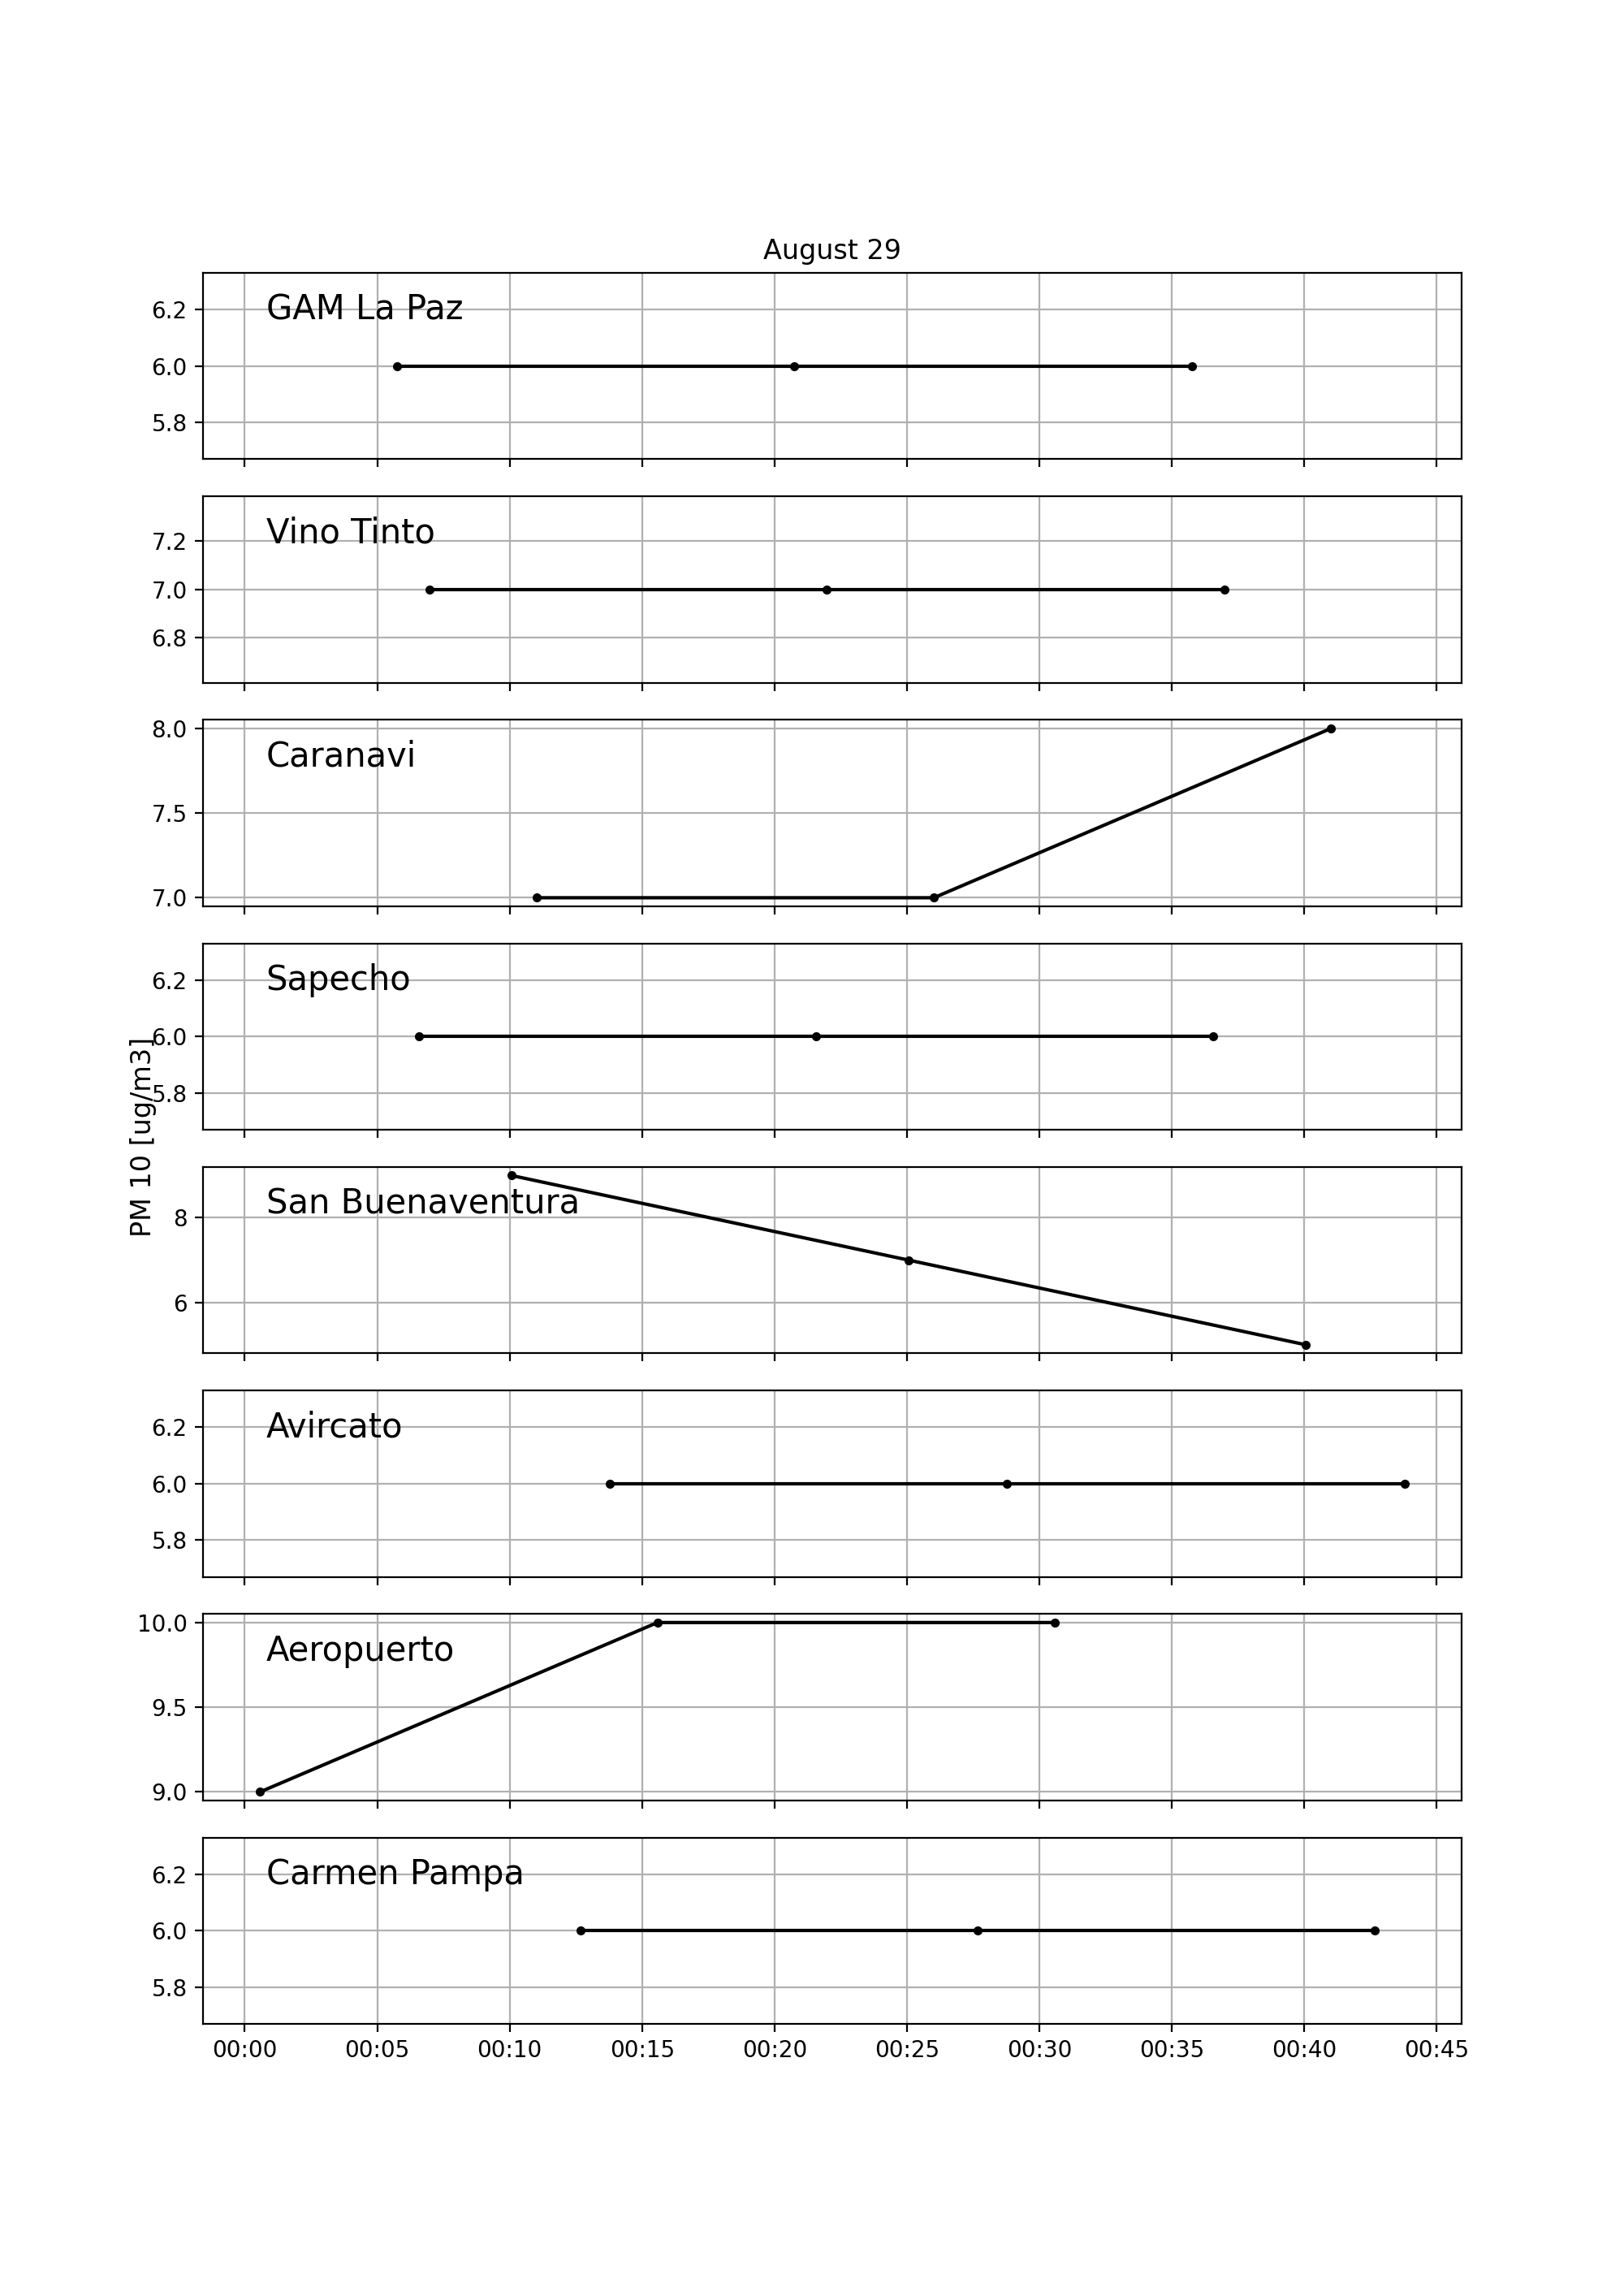 August 29
GAM La Paz
6.2
6.0
5.8
Vino Tinto
7.2
7.0
6.8
Caranavi
8.0
7.5
7.0
Sapecho
6.2
6.0
5.8
PM 10 [ug/m3]
San Buenaventura
8
6
Avircato
6.2
6.0
5.8
Aeropuerto
10.0
9.5
9.0
Carmen Pampa
6.2
6.0
5.8
00:00 00:05 00:10 00:15 00:20 00:25 00:30 00:35 00:40 00:45